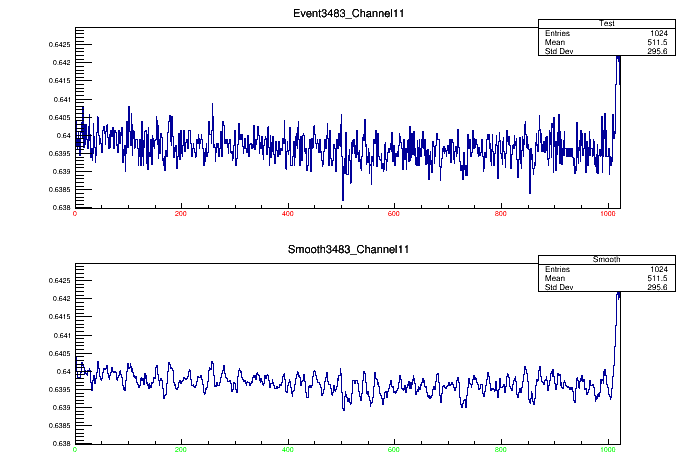 Event3483_Channel11
Test
Entries 1024
Mean 511.5
Std Dev 295.6
0.6425
0.642
0.6415
0.641
0.6405
0.64
0.6395
0.639
0.6385
0.638
0 200 400 600 800 1000
Smooth3483_Channel11
Smooth
Entries 1024
Mean 511.5
Std Dev 295.6
0.6425
0.642
0.6415
0.641
0.6405
0.64
0.6395
0.639
0.6385
0.638
0 200 400 600 800 1000